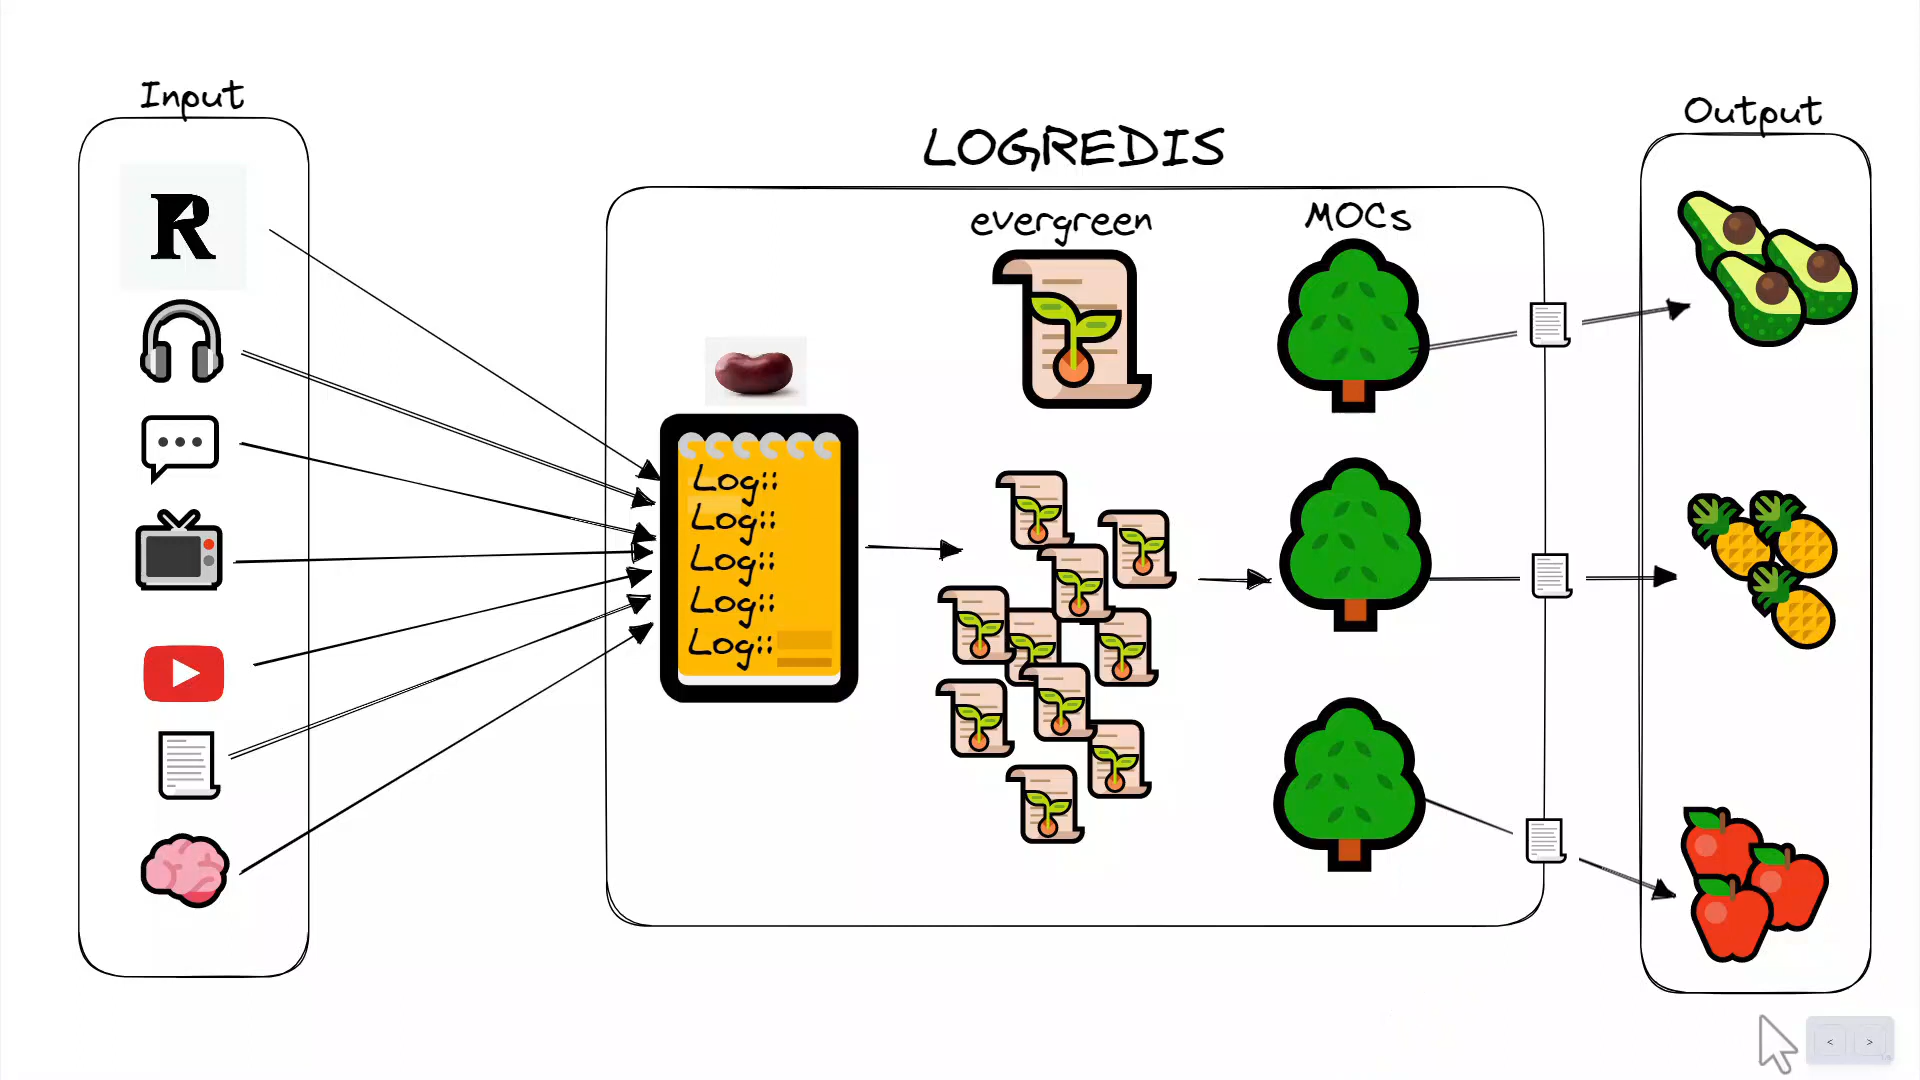 Input
R
LOGREDIS
evergreen
MOCs
Log::
Log::
Log::
Log::
Log::
Output
< >